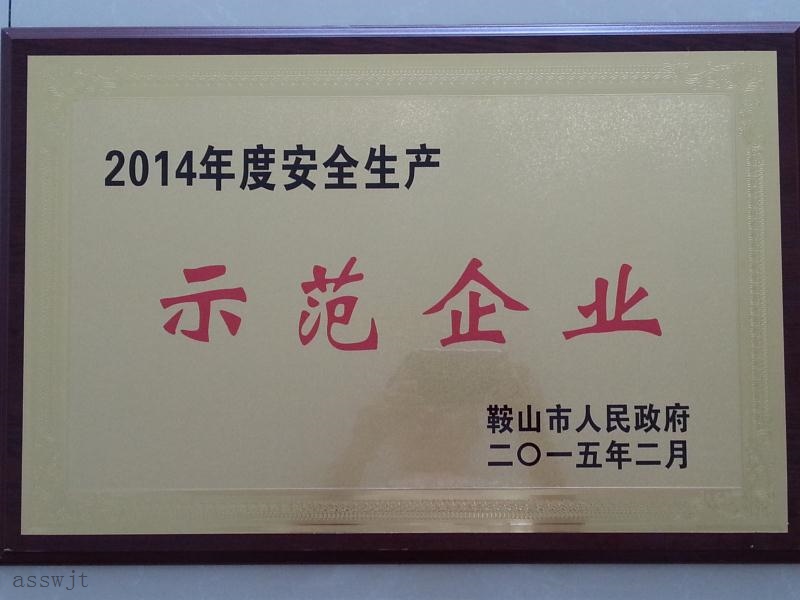 2014年度安全生产
示范企业
鞍山市人民政府
二〇一五年二月
asswjt